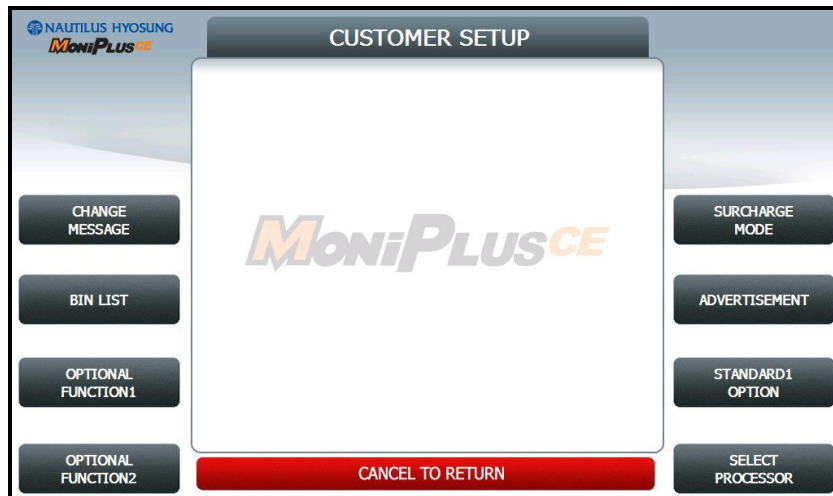 NAUTILUS HYOSUNG
MoniPlusCE
CUSTOMER SETUP
CHANGE
MESSAGE
SURCHARGE
MODE
MoniPlusCE
BIN LIST
ADVERTISEMENT
OPTIONAL
FUNCTION1
STANDARD1
OPTION
OPTIONAL
FUNCTION2
CANCEL TO RETURN
SELECT
PROCESSOR